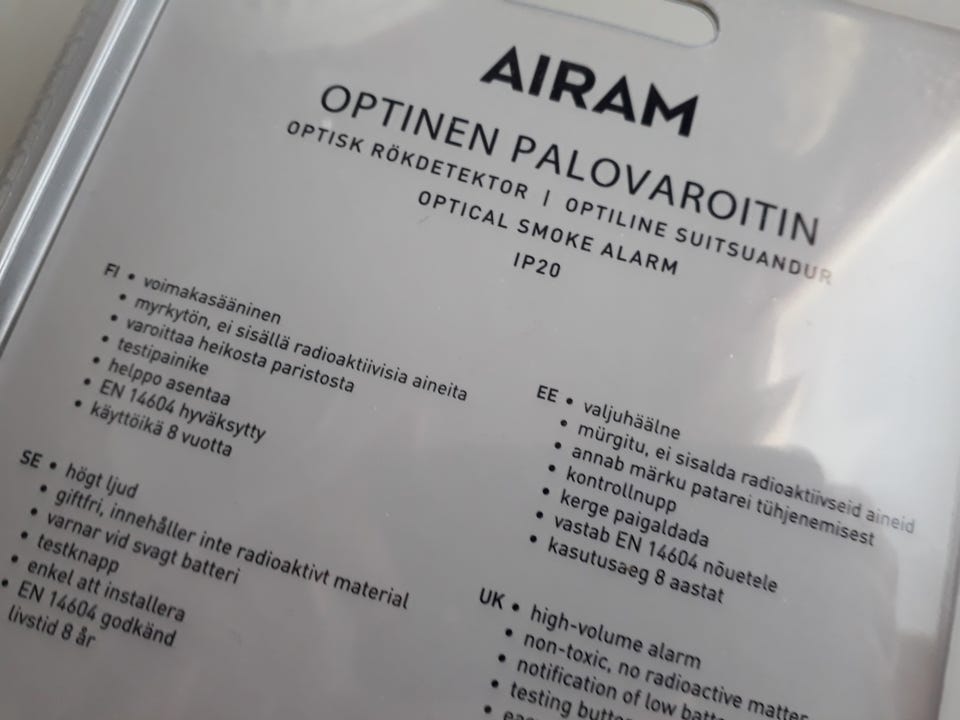 AIRAM
OPTINEN PALOVAROITIN
OPTISK RÖKDETEKTOR | OPTILINE SUITSUANDUR
OPTICAL SMOKE ALARM
IP20
FI • voimakasääninen
• myrkytön, ei sisällä radioaktiivisia aineita
• varoittaa heikosta paristosta
• testipainike
• helppo asentaa
• EN 14604 hyväksytty
• käyttöikä 8 vuotta
SE • högt ljud
• giftfri, innehåller inte radioaktivt material
• varnar vid svagt batteri
• testknapp
• enkel att installera
• EN 14604 godkänd
livstid 8 år
EE • valjuhäälne
• mürgitu, ei sisalda radioaktiivseid aineid
• annab märku patarei tühjenemisest
• kontrollnupp
• kerge paigaldada
• vastab EN 14604 nõuetele
• kasutusaeg 8 aastat
UK • high-volume alarm
• non-toxic, no radioactive matter
• notification of low
• testing